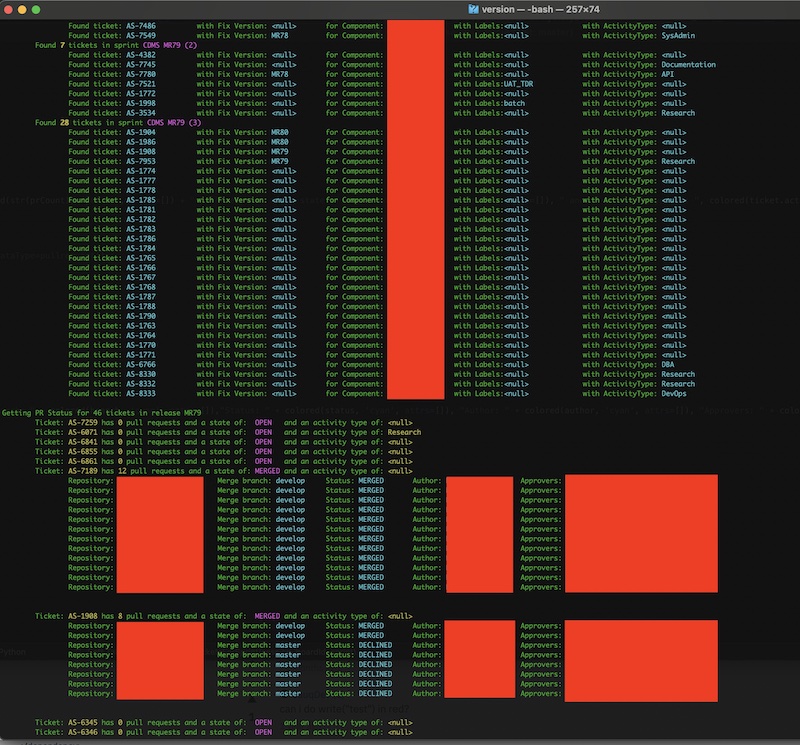 version — -bash — 257×74
Found ticket: AS-7486 with Fix Version: <null> for Component: with Labels:<null> with ActivityType: <null>
Found ticket: AS-7549 with Fix Version: MR78 for Component: with Labels:<null> with ActivityType: SysAdmin
Found 7 tickets in sprint CDMS MR79 (2)
Found ticket: AS-4382 with Fix Version: <null> for Component: with Labels:<null> with ActivityType: <null>
Found ticket: AS-7745 with Fix Version: <null> for Component: with Labels:<null> with ActivityType: Documentation
Found ticket: AS-7780 with Fix Version: MR78 for Component: with Labels:<null> with ActivityType: API
Found ticket: AS-7521 with Fix Version: <null> for Component: with Labels:UAT_TDR with ActivityType: <null>
Found ticket: AS-1772 with Fix Version: <null> for Component: with Labels:<null> with ActivityType: <null>
Found ticket: AS-1998 with Fix Version: <null> for Component: with Labels:batch with ActivityType: <null>
Found ticket: AS-3534 with Fix Version: <null> for Component: with Labels:<null> with ActivityType: Research
Found 28 tickets in sprint CDMS MR79 (3)
Found ticket: AS-1904 with Fix Version: MR80 for Component: with Labels:<null> with ActivityType: <null>
Found ticket: AS-1986 with Fix Version: MR80 for Component: with Labels:<null> with ActivityType: <null>
Found ticket: AS-1908 with Fix Version: MR79 for Component: with Labels:<null> with ActivityType: <null>
Found ticket: AS-7953 with Fix Version: MR79 for Component: with Labels:<null> with ActivityType: Research
Found ticket: AS-1774 with Fix Version: <null> for Component: with Labels:<null> with ActivityType: <null>
Found ticket: AS-1777 with Fix Version: <null> for Component: with Labels:<null> with ActivityType: <null>
Found ticket: AS-1778 with Fix Version: <null> for Component: with Labels:<null> with ActivityType: <null>
Found ticket: AS-1785 with Fix Version: <null> for Component: with Labels:<null> with ActivityType: <null>
Found ticket: AS-1781 with Fix Version: <null> for Component: with Labels:<null> with ActivityType: <null>
Found ticket: AS-1782 with Fix Version: <null> for Component: with Labels:<null> with ActivityType: <null>
Found ticket: AS-1783 with Fix Version: <null> for Component: with Labels:<null> with ActivityType: <null>
Found ticket: AS-1786 with Fix Version: <null> for Component: with Labels:<null> with ActivityType: <null>
Found ticket: AS-1784 with Fix Version: <null> for Component: with Labels:<null> with ActivityType: <null>
Found ticket: AS-1765 with Fix Version: <null> for Component: with Labels:<null> with ActivityType: <null>
Found ticket: AS-1766 with Fix Version: <null> for Component: with Labels:<null> with ActivityType: <null>
Found ticket: AS-1767 with Fix Version: <null> for Component: with Labels:<null> with ActivityType: <null>
Found ticket: AS-1768 with Fix Version: <null> for Component: with Labels:<null> with ActivityType: <null>
Found ticket: AS-1787 with Fix Version: <null> for Component: with Labels:<null> with ActivityType: <null>
Found ticket: AS-1788 with Fix Version: <null> for Component: with Labels:<null> with ActivityType: <null>
Found ticket: AS-1790 with Fix Version: <null> for Component: with Labels:<null> with ActivityType: <null>
Found ticket: AS-1763 with Fix Version: <null> for Component: with Labels:<null> with ActivityType: <null>
Found ticket: AS-1764 with Fix Version: <null> for Component: with Labels:<null> with ActivityType: <null>
Found ticket: AS-1770 with Fix Version: <null> for Component: with Labels:<null> with ActivityType: <null>
Found ticket: AS-1771 with Fix Version: <null> for Component: with Labels:<null> with ActivityType: <null>
Found ticket: AS-6766 with Fix Version: <null> for Component: with Labels:<null> with ActivityType: DBA
Found ticket: AS-8330 with Fix Version: <null> for Component: with Labels:<null> with ActivityType: Research
Found ticket: AS-8332 with Fix Version: <null> for Component: with Labels:<null> with ActivityType: Research
Found ticket: AS-8333 with Fix Version: <null> for Component: with Labels:<null> with ActivityType: DevOps
Getting PR Status for 46 tickets in release MR79
Ticket: AS-7259 has 0 pull requests and a state of: OPEN and an activity type of: <null>
Ticket: AS-6071 has 0 pull requests and a state of: OPEN and an activity type of: Research
Ticket: AS-6841 has 0 pull requests and a state of: OPEN and an activity type of: <null>
Ticket: AS-6855 has 0 pull requests and a state of: OPEN and an activity type of: <null>
Ticket: AS-6861 has 0 pull requests and a state of: OPEN and an activity type of: <null>
Ticket: AS-7189 has 12 pull requests and a state of: MERGED and an activity type of: <null>
Repository: Merge branch: develop Status: MERGED Author: Approvers:
Repository: Merge branch: develop Status: MERGED Author: Approvers:
Repository: Merge branch: develop Status: MERGED Author: Approvers:
Repository: Merge branch: develop Status: MERGED Author: Approvers:
Repository: Merge branch: develop Status: MERGED Author: Approvers:
Repository: Merge branch: develop Status: MERGED Author: Approvers:
Repository: Merge branch: develop Status: MERGED Author: Approvers:
Repository: Merge branch: develop Status: MERGED Author: Approvers:
Repository: Merge branch: develop Status: MERGED Author: Approvers:
Repository: Merge branch: develop Status: MERGED Author: Approvers:
Repository: Merge branch: develop Status: MERGED Author: Approvers:
Repository: Merge branch: develop Status: MERGED Author: Approvers:
Ticket: AS-1908 has 8 pull requests and a state of: MERGED and an activity type of: <null>
Repository: Merge branch: develop Status: MERGED Author: Approvers:
Repository: Merge branch: develop Status: MERGED Author: Approvers:
Repository: Merge branch: master Status: DECLINED Author: Approvers:
Repository: Merge branch: master Status: DECLINED Author: Approvers:
Repository: Merge branch: master Status: DECLINED Author: Approvers:
Repository: Merge branch: master Status: DECLINED Author: Approvers:
Repository: Merge branch: master Status: DECLINED Author: Approvers:
Repository: Merge branch: master Status: DECLINED Author: Approvers:
Ticket: AS-6345 has 0 pull requests and a state of: OPEN and an activity type of: <null>
Ticket: AS-6346 has 0 pull requests and a state of: OPEN and an activity type of: <null>